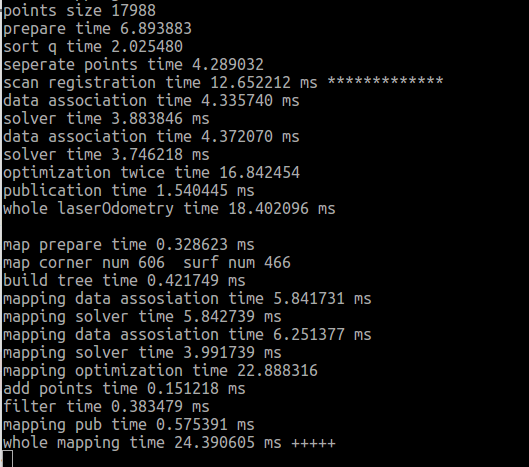 points size 17988
prepare time 6.893883
sort q time 2.025480
seperate points time 4.289032
scan registration time 12.652212 ms *************
data association time 4.335740 ms
solver time 3.883846 ms
data association time 4.372070 ms
solver time 3.746218 ms
optimization twice time 16.842454
publication time 1.540445 ms
whole laserOdometry time 18.402096 ms
map prepare time 0.328623 ms
map corner num 606  surf num 466
build tree time 0.421749 ms
mapping data assosiation time 5.841731 ms
mapping solver time 5.842739 ms
mapping data assosiation time 6.251377 ms
mapping solver time 3.991739 ms
mapping optimization time 22.888316
add points time 0.151218 ms
filter time 0.383479 ms
mapping pub time 0.575391 ms
whole mapping time 24.390605 ms +++++